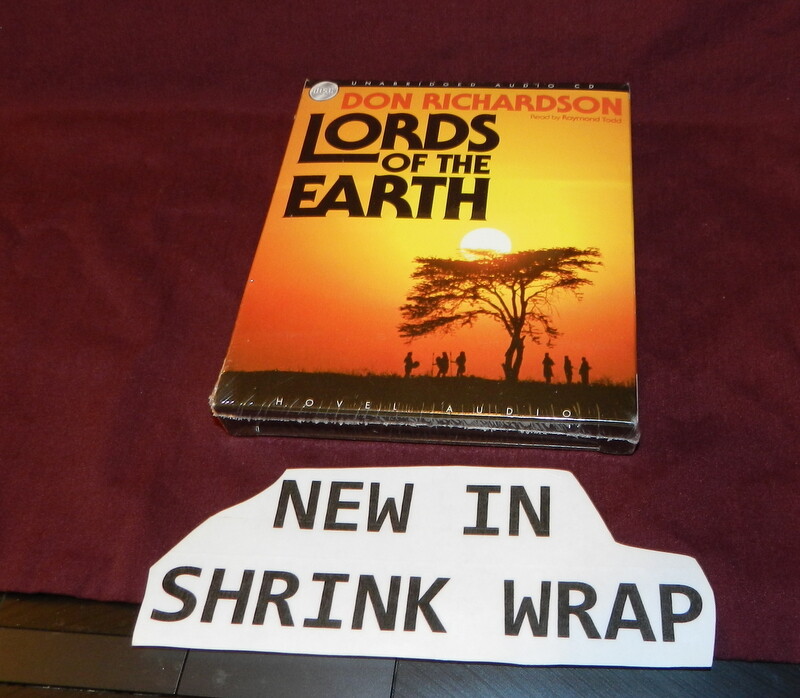 UNABRIDGED AUDIO CD
DON RICHARDSON
Read by Raymond Todd
LORDS
OF THE
EARTH
HOVEL AUDIO
NEW IN
SHRINK WRAP